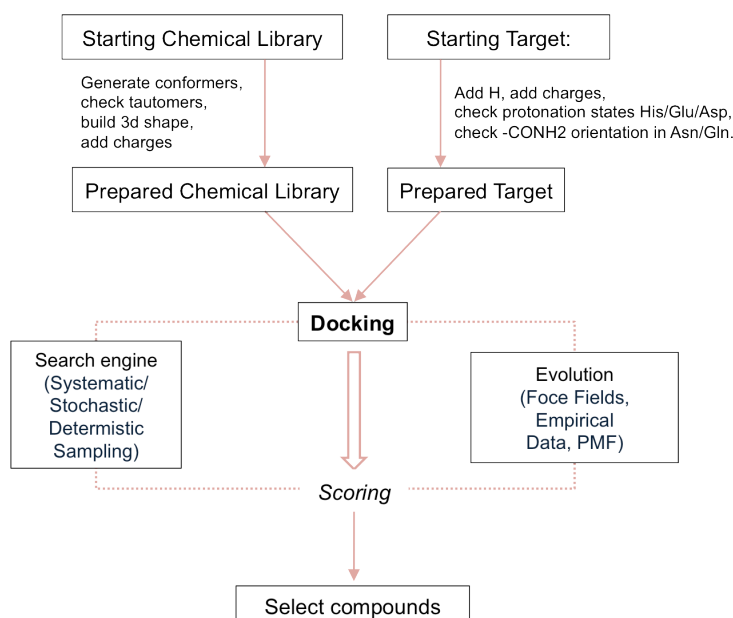 Starting Chemical Library
Starting Target:
Generate conformers,
check tautomers,
build 3d shape,
add charges
Add H, add charges,
check protonation states His/Glu/Asp,
check -CONH2 orientation in Asn/Gln.
Prepared Chemical Library
Prepared Target
Docking
Search engine
(Systematic/
Stochastic/
Determistic
Sampling)
Evolution
(Foce Fields,
Empirical
Data, PMF)
Scoring
Select compounds